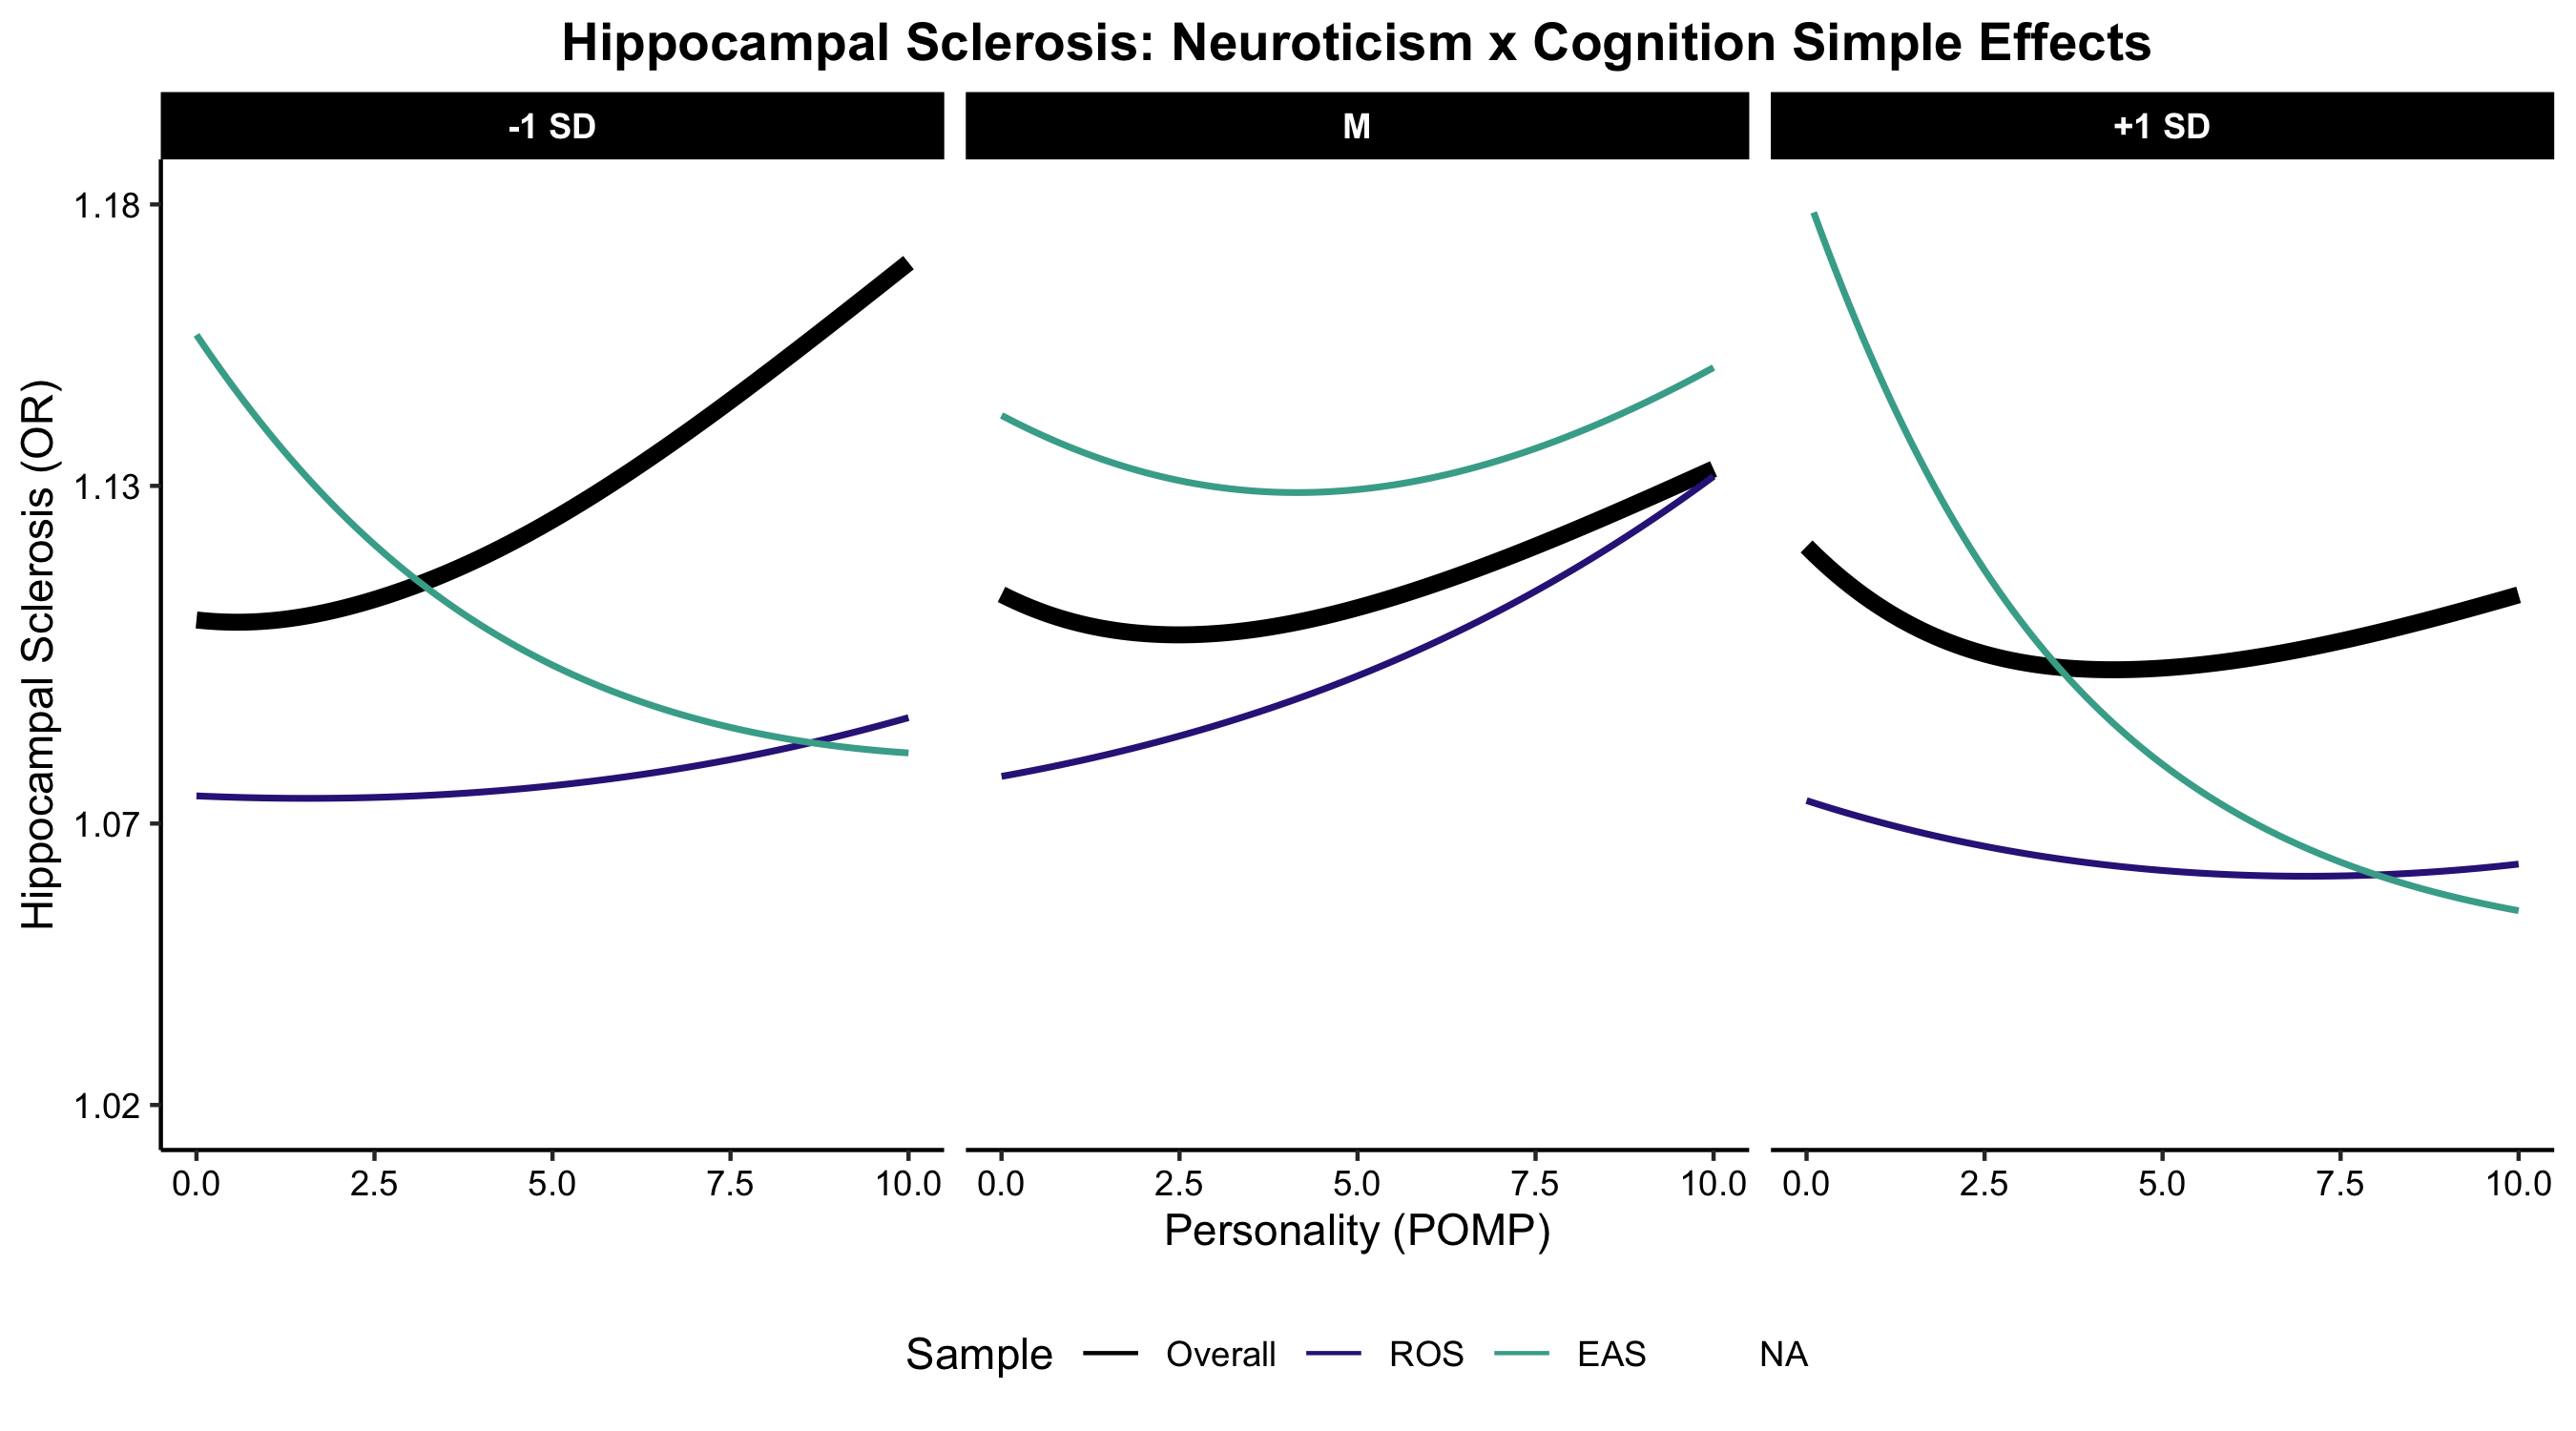 Hippocampal Sclerosis: Neuroticism x Cognition Simple Effects
-1 SD
M
+1 SD
Hippocampal Sclerosis (OR)
1.18
1.13
1.07
1.02
0.0 2.5 5.0 7.5 10.0
0.0 2.5 5.0 7.5 10.0
0.0 2.5 5.0 7.5 10.0
Personality (POMP)
Sample Overall ROS EAS NA